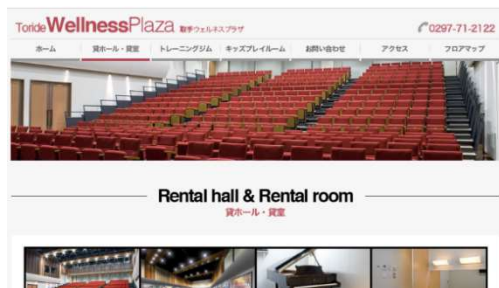 Toride WellnessPlaza 取手ウェルネスプラザ
0297-71-2122
ホーム 貸ホール・貸室 トレーニングジム キッズプレイルーム お問い合わせ アクセス フロアマップ
Rental hall & Rental room
貸ホール・貸室